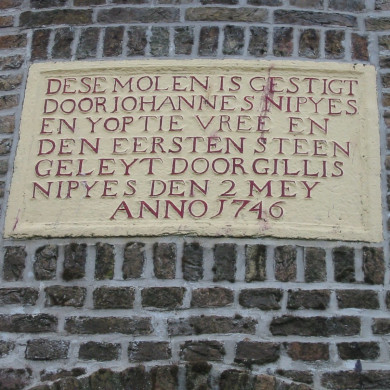 DESE MOLEN IS GESTIGT
DOOR JOHANNES NIPYES
EN YOPTIE VREE EN
DEN EERSTEN STEEN
GELEYT DOOR GILLIS
NIPYES DEN 2 MEY
ANNO 1746